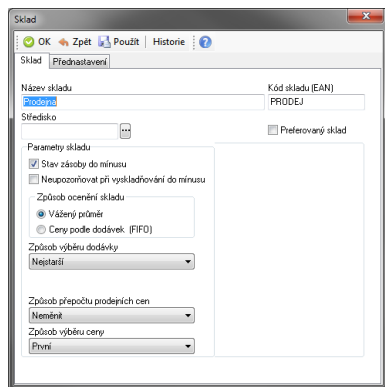 Sklad
OK Zpět Použít Historie
Sklad Přednastavení
Název skladu Kód skladu (EAN)
Prodejna PRODEJ
Středisko
... Preferovaný sklad
Parametry skladu
Stav zásoby do mínusu
Neupozorňovat při vyskladňování do mínusu
Způsob ocenění skladu
Vážený průměr
Ceny podle dodávek (FIFO)
Způsob výběru dodávky
Nejstarší
Způsob přepočtu prodejních cen
Neměnit
Způsob výběru ceny
První